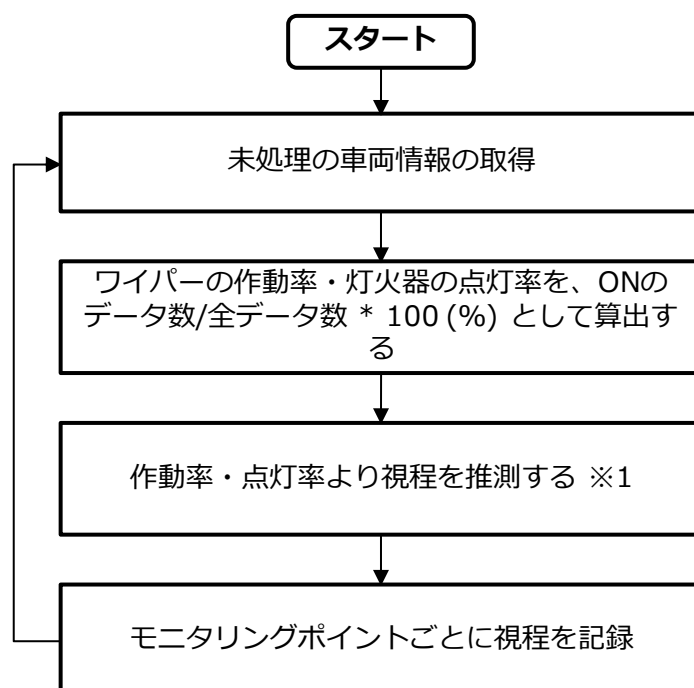 スタート
未処理の車両情報の取得
ワイパーの作動率・灯火器の点灯率を、ONの
データ数/全データ数 * 100 (%) として算出す
る
作動率・点灯率より視程を推測する ※1
モニタリングポイントごとに視程を記録